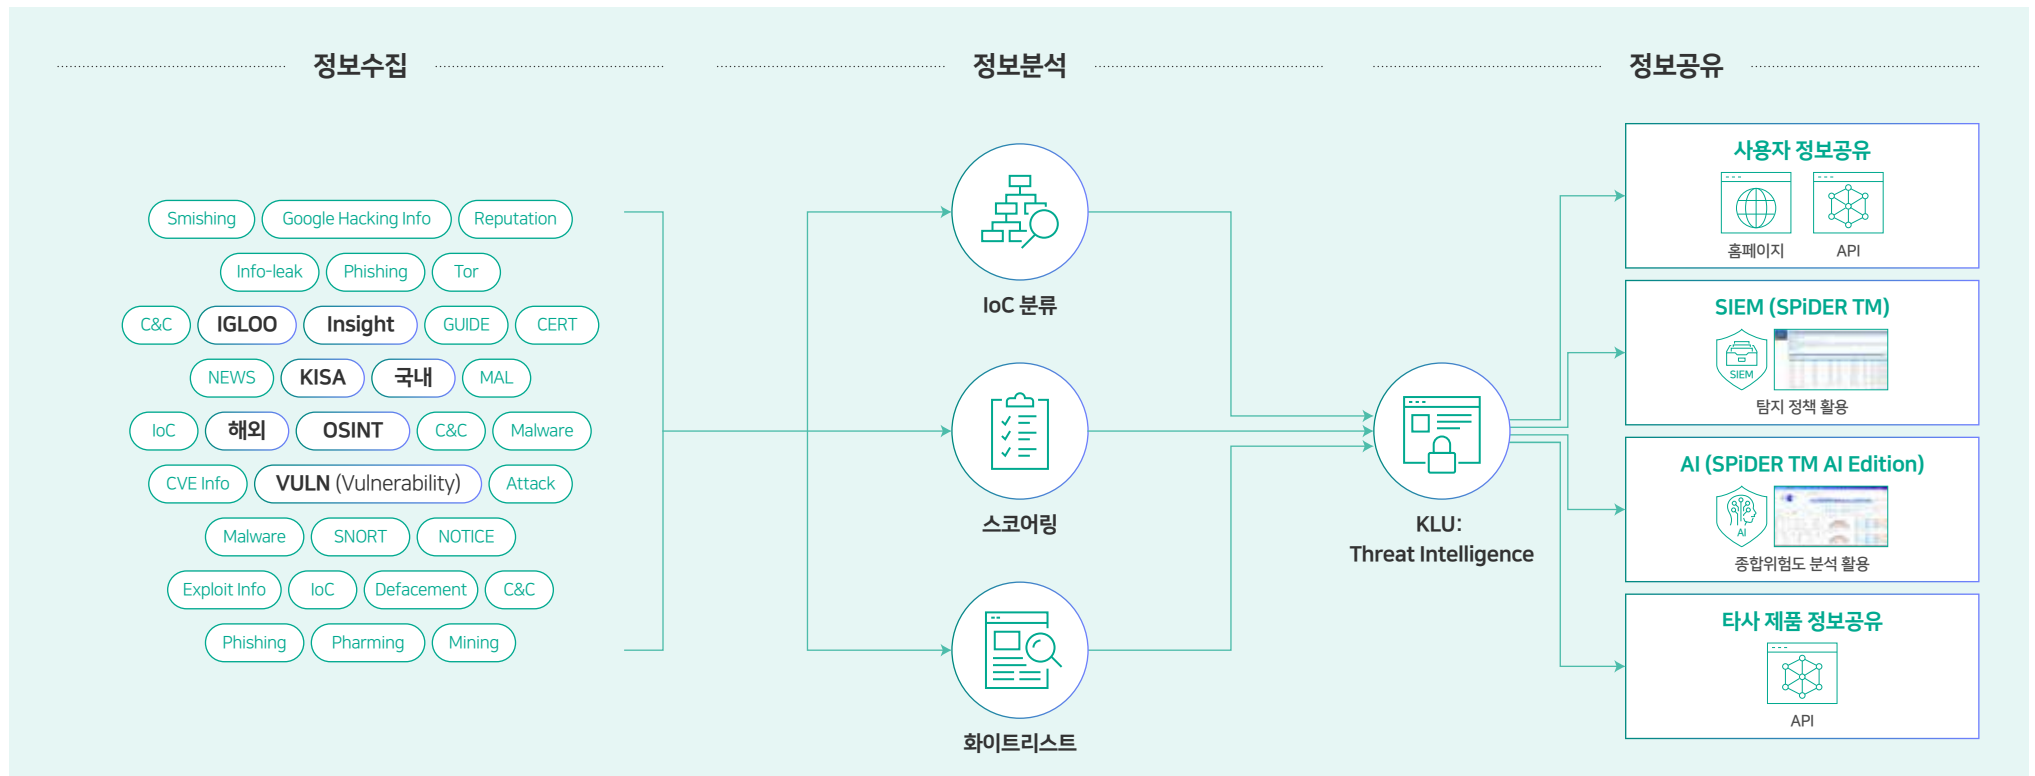 정보수집
정보분석
정보공유
Smishing Google Hacking Info Reputation
Info-leak Phishing Tor
C&C IGLOO Insight GUIDE CERT
NEWS KISA 국내 MAL
IoC 해외 OSINT C&C Malware
CVE Info VULN (Vulnerability) Attack
Malware SNORT NOTICE
Exploit Info IoC Defacement C&C
Phishing Pharming Mining
IoC 분류
스코어링
화이트리스트
KLU:
Threat Intelligence
사용자 정보공유
홈페이지 API
SIEM (SPiDER TM)
SIEM
탐지 정책 활용
AI (SPiDER TM AI Edition)
AI
종합위험도 분석 활용
타사 제품 정보공유
API